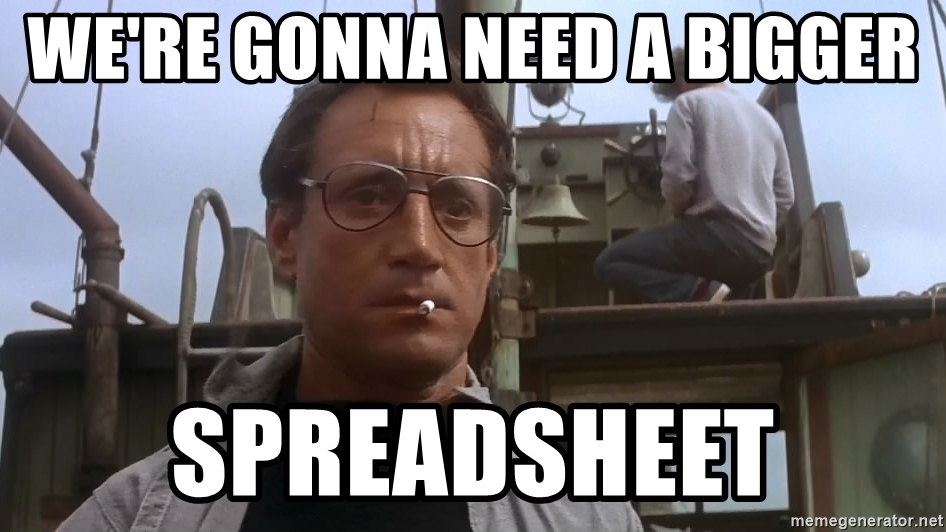 WE'RE GONNA NEED A BIGGER
SPREADSHEET
memegenerator.net